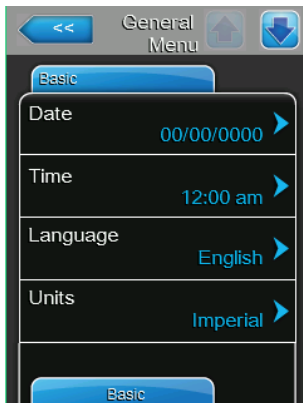 <<
General
Menu
Basic
Date
00/00/0000
Time
12:00 am
Language
English
Units
Imperial
Basic